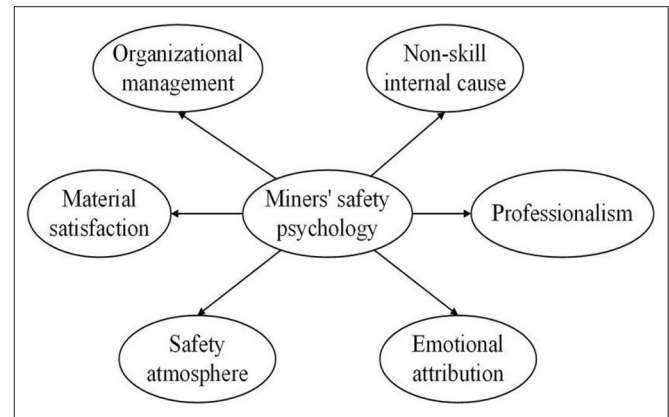 Organizational
management
Non-skill
internal cause
Material
satisfaction
Miners' safety
psychology
Professionalism
Safety
atmosphere
Emotional
attribution